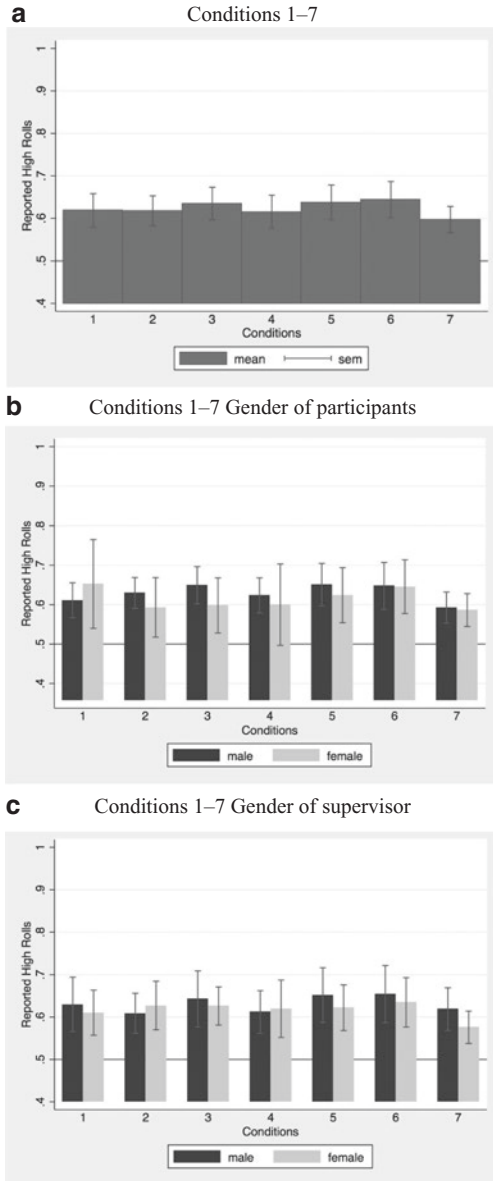 a
Conditions 1–7
Reported High Rolls
1
.9
.8
.7
.6
.5
.4
1 2 3 4 5 6 7
Conditions
mean sem
b
Conditions 1–7 Gender of participants
Reported High Rolls
1
.9
.8
.7
.6
.5
.4
1 2 3 4 5 6 7
Conditions
male female
c
Conditions 1–7 Gender of supervisor
Reported High Rolls
1
.9
.8
.7
.6
.5
.4
1 2 3 4 5 6 7
Conditions
male female